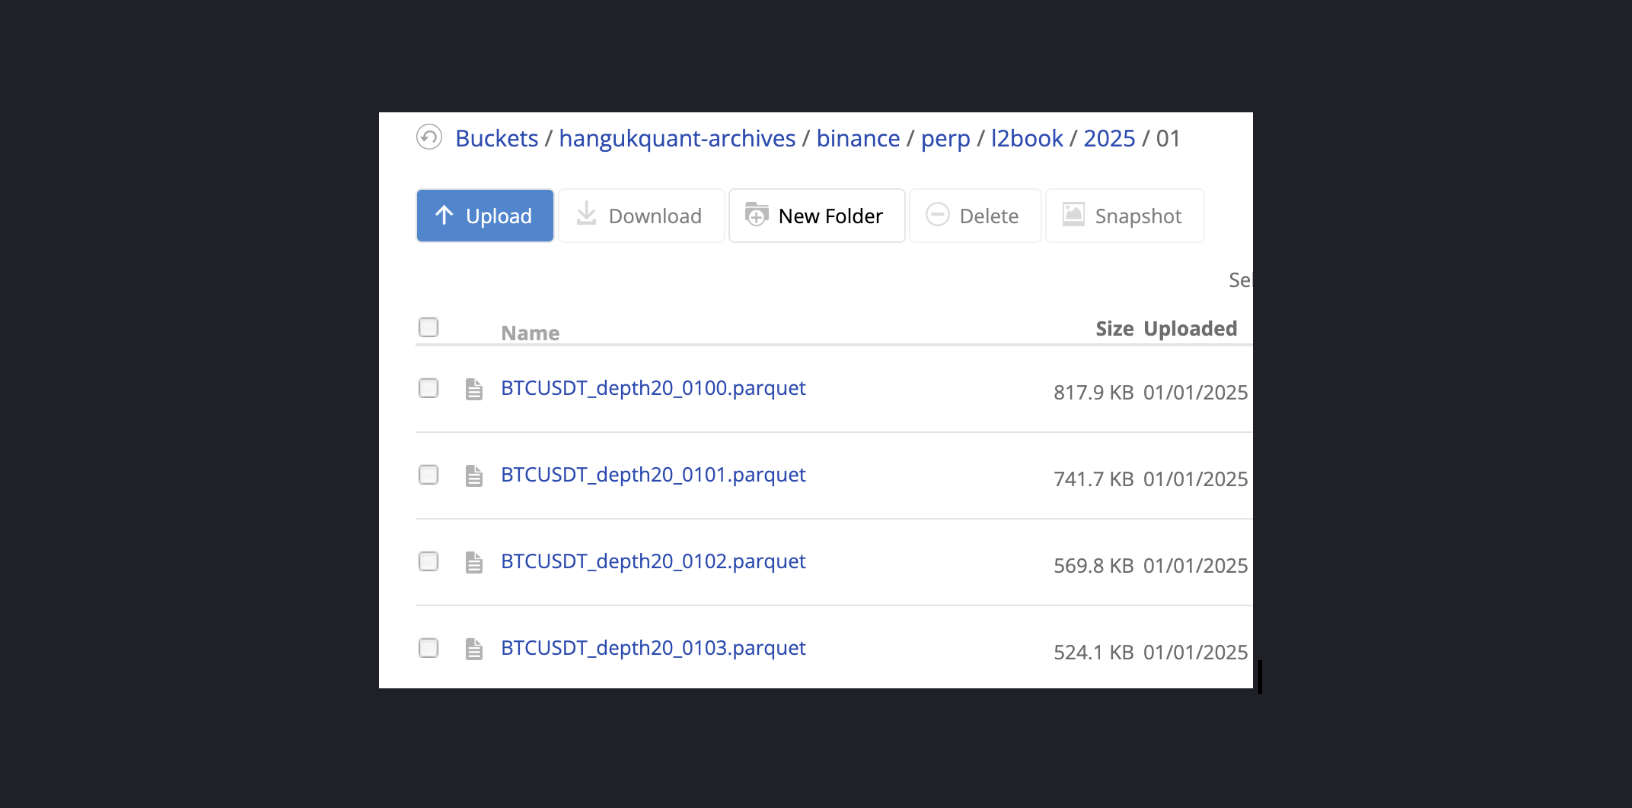 Buckets / hangukquant-archives / binance / perp / l2book / 2025 / 01
Upload Download New Folder Delete Snapshot
Name Size Uploaded
BTCUSDT_depth20_0100.parquet 817.9 KB 01/01/2025
BTCUSDT_depth20_0101.parquet 741.7 KB 01/01/2025
BTCUSDT_depth20_0102.parquet 569.8 KB 01/01/2025
BTCUSDT_depth20_0103.parquet 524.1 KB 01/01/2025